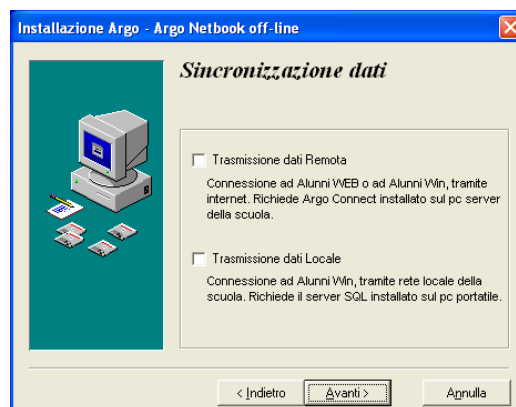 Installazione Argo - Argo Netbook off-line
Sincronizzazione dati
Trasmissione dati Remota
Connessione ad Alunni WEB o ad Alunni Win, tramite
internet. Richiede Argo Connect installato sul pc server
della scuola.
Trasmissione dati Locale
Connessione ad Alunni Win, tramite rete locale della
scuola. Richiede il server SQL installato sul pc portatile.
< Indietro Avanti > Annulla